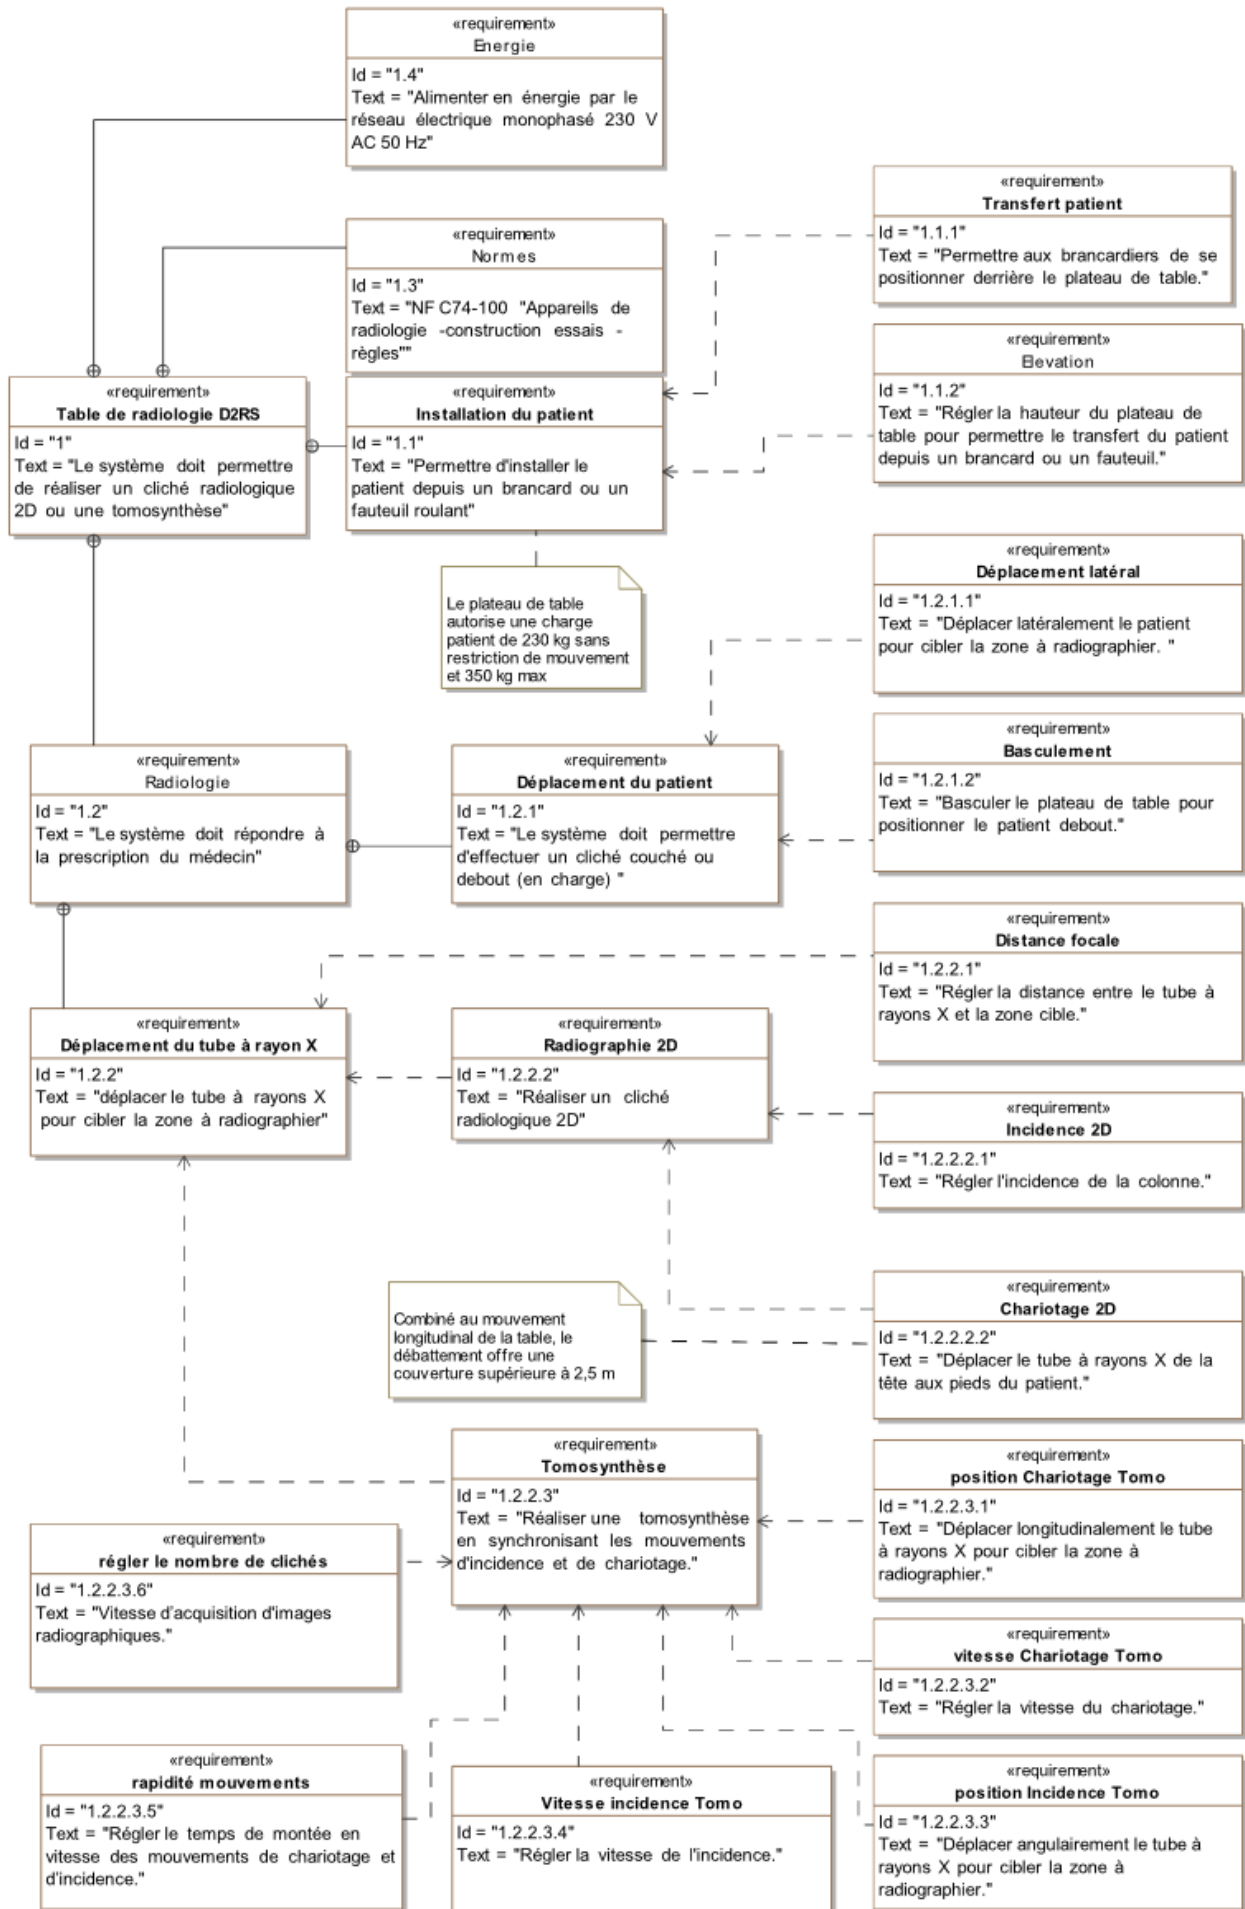 «requirement»
Energie
Id = "1.4"
Text = "Alimenter en énergie par le
réseau électrique monophasé 230 V
AC 50 Hz"
«requirement»
Transfert patient
Id = "1.1.1"
Text = "Permettre aux brancardiers de se
positionner derrière le plateau de table."
«requirement»
Normes
Id = "1.3"
Text = "NF C74-100 "Appareils de
radiologie -construction essais -
règles""
«requirement»
Elevation
Id = "1.1.2"
Text = "Régler la hauteur du plateau de
table pour permettre le transfert du patient
depuis un brancard ou un fauteuil."
«requirement»
Table de radiologie D2RS
Id = "1"
Text = "Le système doit permettre
de réaliser un cliché radiologique
2D ou une tomosynthèse"
«requirement»
Installation du patient
Id = "1.1"
Text = "Permettre d'installer le
patient depuis un brancard ou un
fauteuil roulant"
Le plateau de table
autorise une charge
patient de 230 kg sans
restriction de mouvement
et 350 kg max
«requirement»
Déplacement latéral
Id = "1.2.1.1"
Text = "Déplacer latéralement le patient
pour cibler la zone à radiographier. "
«requirement»
Radiologie
Id = "1.2"
Text = "Le système doit répondre à
la prescription du médecin"
«requirement»
Déplacement du patient
Id = "1.2.1"
Text = "Le système doit permettre
d'effectuer un cliché couché ou
debout (en charge) "
«requirement»
Basculement
Id = "1.2.1.2"
Text = "Basculer le plateau de table pour
positionner le patient debout."
«requirement»
Distance focale
Id = "1.2.2.1"
Text = "Régler la distance entre le tube à
rayons X et la zone cible."
«requirement»
Déplacement du tube à rayon X
Id = "1.2.2"
Text = "déplacer le tube à rayons X
pour cibler la zone à radiographier"
«requirement»
Radiographie 2D
Id = "1.2.2.2"
Text = "Réaliser un cliché
radiologique 2D"
«requirement»
Incidence 2D
Id = "1.2.2.2.1"
Text = "Régler l'incidence de la colonne."
Combiné au mouvement
longitudinal de la table, le
débattement offre une
couverture supérieure à 2,5 m
«requirement»
Chariotage 2D
Id = "1.2.2.2.2"
Text = "Déplacer le tube à rayons X de la
tête aux pieds du patient."
«requirement»
Tomosynthèse
Id = "1.2.2.3"
Text = "Réaliser une tomosynthèse
en synchronisant les mouvements
d'incidence et de chariotage."
«requirement»
position Chariotage Tomo
Id = "1.2.2.3.1"
Text = "Déplacer longitudinalement le tube
à rayons X pour cibler la zone à
radiographier."
«requirement»
régler le nombre de clichés
Id = "1.2.2.3.6"
Text = "Vitesse d'acquisition d'images
radiographiques."
«requirement»
vitesse Chariotage Tomo
Id = "1.2.2.3.2"
Text = "Régler la vitesse du chariotage."
«requirement»
rapidité mouvements
Id = "1.2.2.3.5"
Text = "Régler le temps de montée en
vitesse des mouvements de chariotage et
d'incidence."
«requirement»
Vitesse incidence Tomo
Id = "1.2.2.3.4"
Text = "Régler la vitesse de l'incidence."
«requirement»
position Incidence Tomo
Id = "1.2.2.3.3"
Text = "Déplacer angulairement le tube à
rayons X pour cibler la zone à
radiographier."